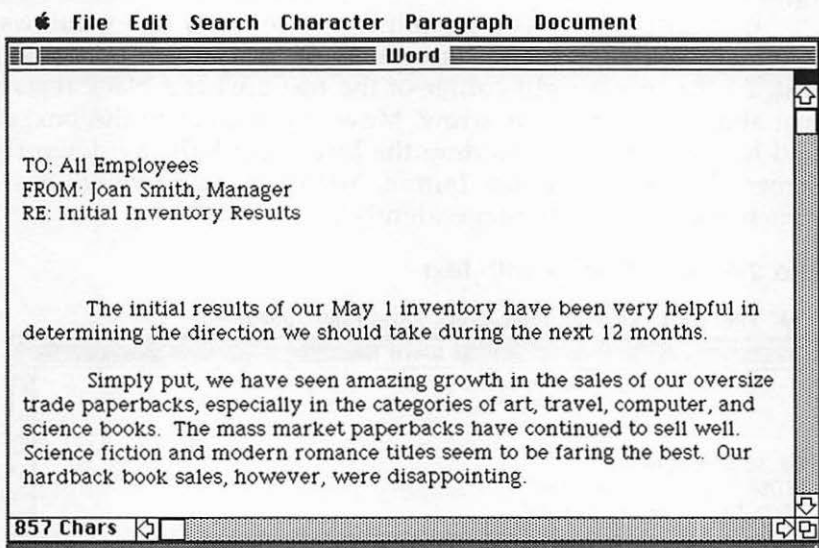 File Edit Search Character Paragraph Document
Word
TO: All Employees
FROM: Joan Smith, Manager
RE: Initial Inventory Results
The initial results of our May 1 inventory have been very helpful in
determining the direction we should take during the next 12 months.
Simply put, we have seen amazing growth in the sales of our oversize
trade paperbacks, especially in the categories of art, travel, computer, and
science books. The mass market paperbacks have continued to sell well.
Science fiction and modern romance titles seem to be faring the best. Our
hardback book sales, however, were disappointing.
857 Chars